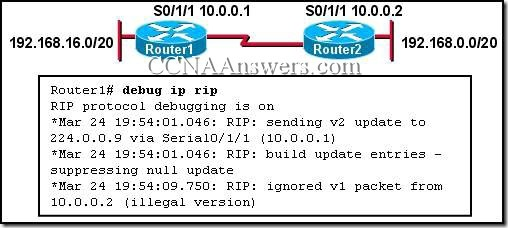 S0/1/1 10.0.0.1 S0/1/1 10.0.0.2
192.168.16.0/20 Router1 Router2 192.168.0.0/20
CCNAAnswers.com
Router1# debug ip rip
RIP protocol debugging is on
*Mar 24 19:54:01.046: RIP: sending v2 update to
224.0.0.9 via Serial0/1/1 (10.0.0.1)
*Mar 24 19:54:01.046: RIP: build update entries -
suppressing null update
*Mar 24 19:54:09.750: RIP: ignored v1 packet from
10.0.0.2 (illegal version)